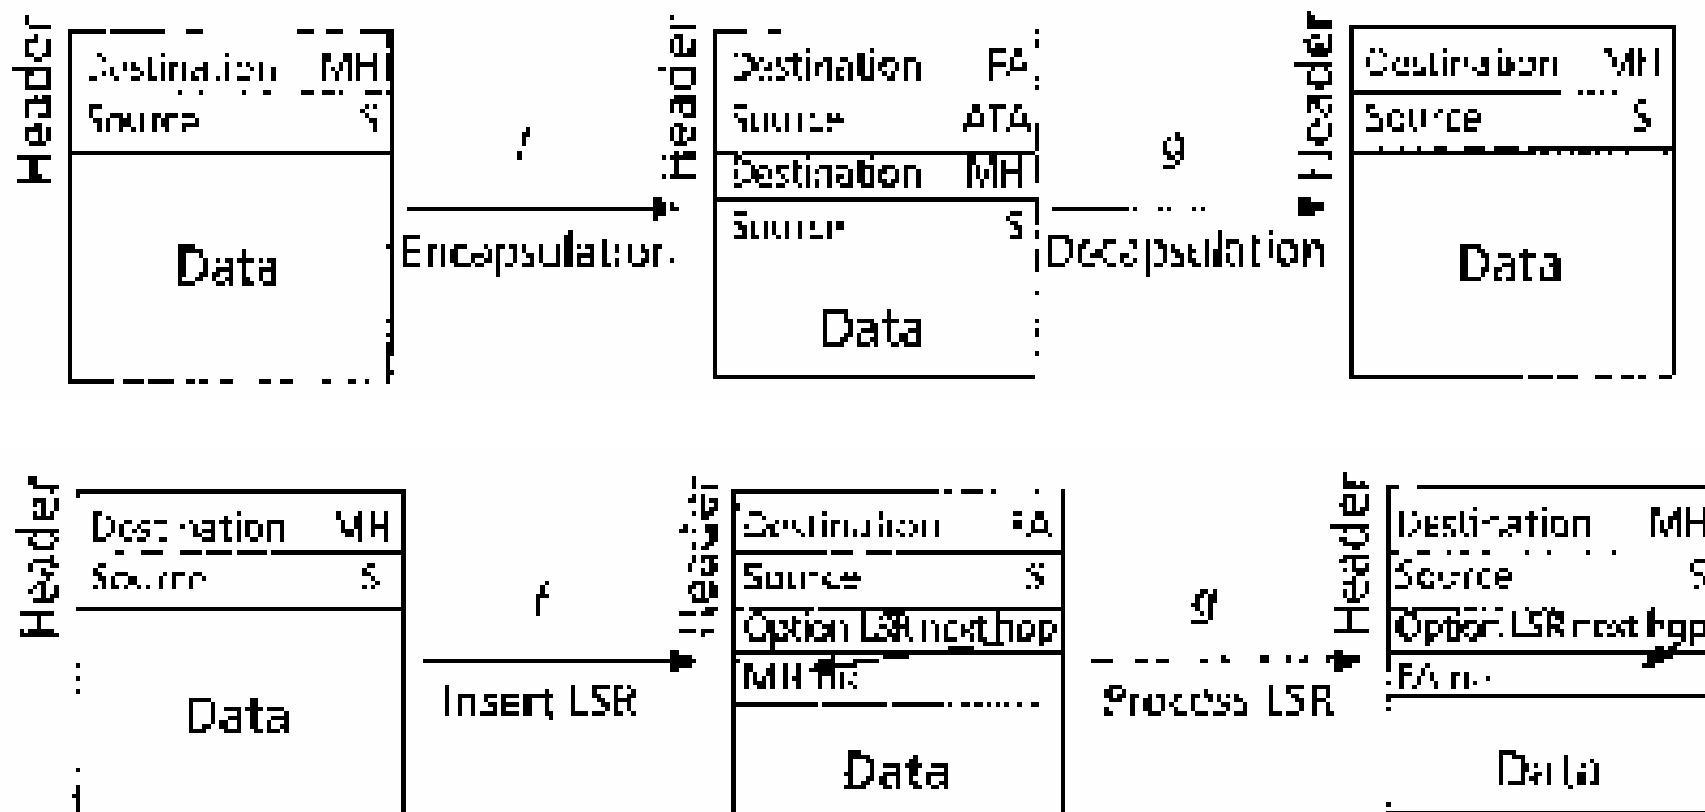 Header
Destination MH
Source S
Data
f
Encapsulation
Header
Destination FA
Source ATA
Destination MH
Source S
Data
g
Decapsulation
Header
Destination MH
Source S
Data
Header
Destination MH
Source S
Data
f
Insert LSR
Header
Destination FA
Source S
Option LSR next hop
MH
Data
g
Process LSR
Header
Destination MH
Source S
Option LSR next hop
FA
Data